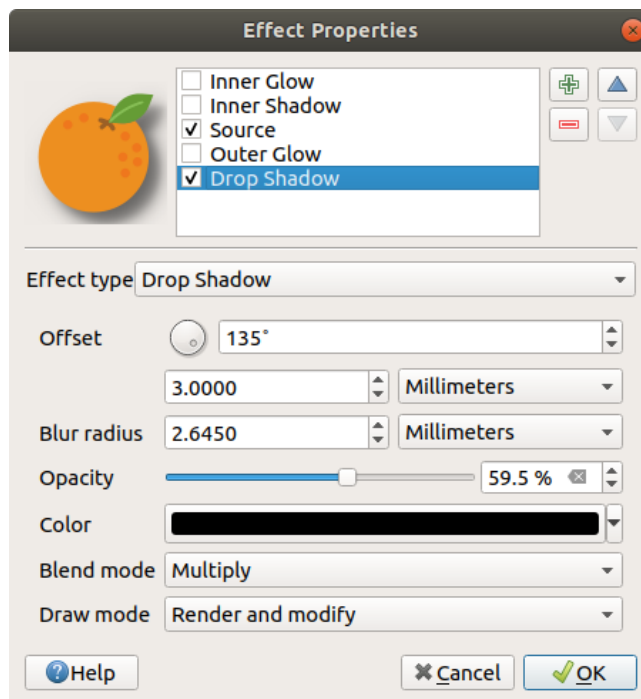 Effect Properties
Inner Glow
Inner Shadow
Source
Outer Glow
Drop Shadow
Effect type Drop Shadow
Offset 135°
3.0000 Millimeters
Blur radius 2.6450 Millimeters
Opacity 59.5 %
Color
Blend mode Multiply
Draw mode Render and modify
Help Cancel OK